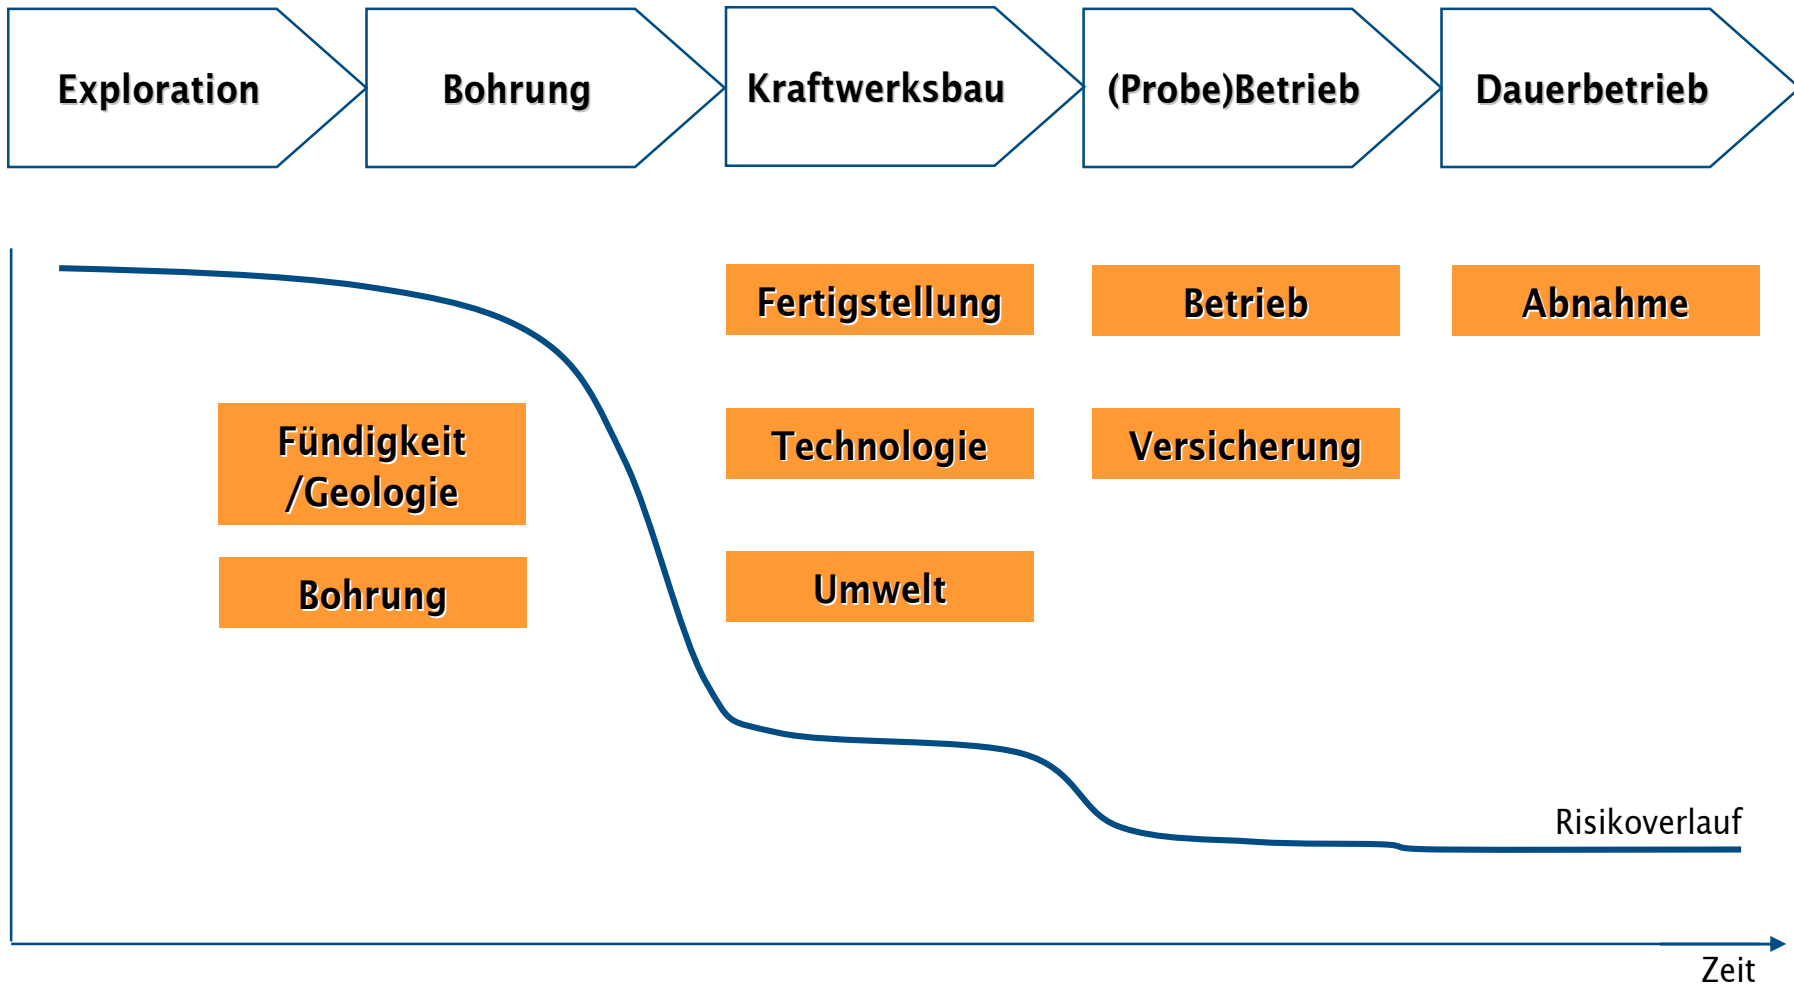 Exploration
Bohrung
Kraftwerksbau
(Probe)Betrieb
Dauerbetrieb
Fertigstellung
Betrieb
Abnahme
Fündigkeit
/Geologie
Technologie
Versicherung
Bohrung
Umwelt
Risikoverlauf
Zeit